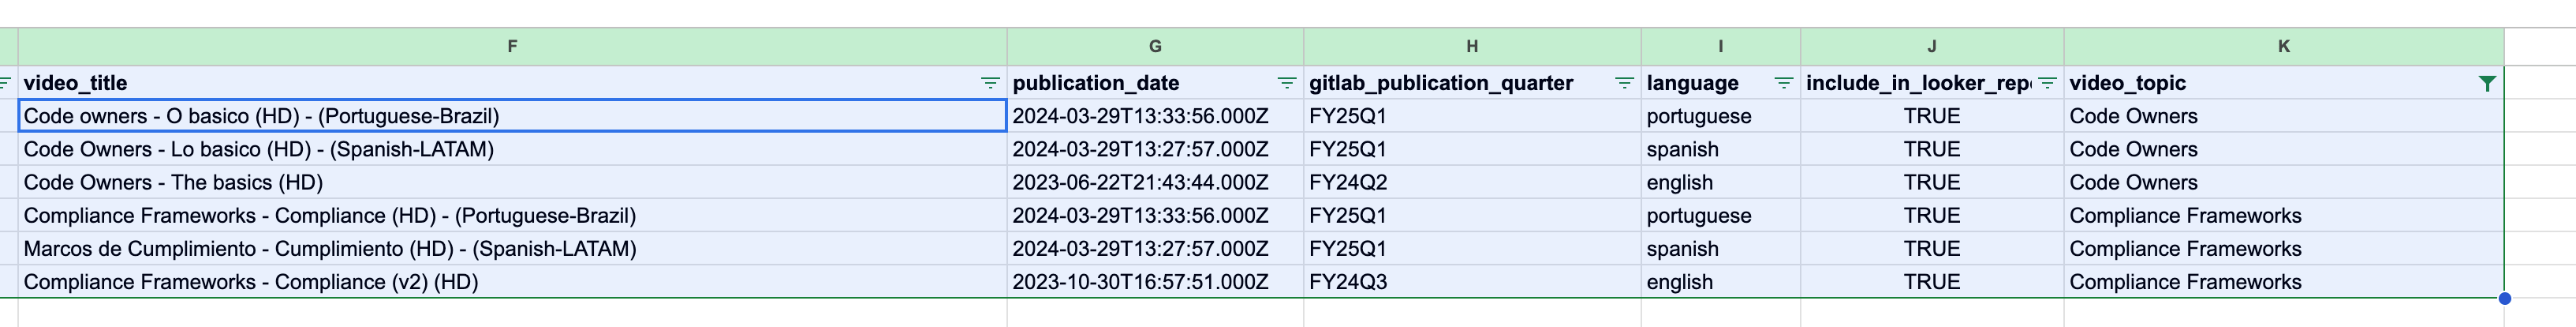 F G H I J K
video_title publication_date gitlab_publication_quarter language include_in_looker_rep video_topic
Code owners - O basico (HD) - (Portuguese-Brazil) 2024-03-29T13:33:56.000Z FY25Q1 portuguese TRUE Code Owners
Code Owners - Lo basico (HD) - (Spanish-LATAM) 2024-03-29T13:27:57.000Z FY25Q1 spanish TRUE Code Owners
Code Owners - The basics (HD) 2023-06-22T21:43:44.000Z FY24Q2 english TRUE Code Owners
Compliance Frameworks - Compliance (HD) - (Portuguese-Brazil) 2024-03-29T13:33:56.000Z FY25Q1 portuguese TRUE Compliance Frameworks
Marcos de Cumplimiento - Cumplimiento (HD) - (Spanish-LATAM) 2024-03-29T13:27:57.000Z FY25Q1 spanish TRUE Compliance Frameworks
Compliance Frameworks - Compliance (v2) (HD) 2023-10-30T16:57:51.000Z FY24Q3 english TRUE Compliance Frameworks